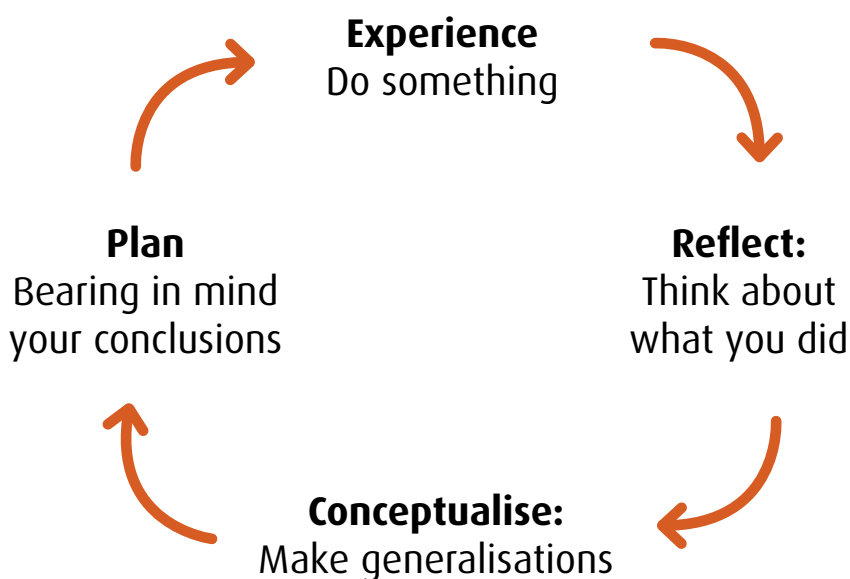 Experience
Do something
Reflect:
Think about
what you did
Conceptualise:
Make generalisations
Plan
Bearing in mind
your conclusions